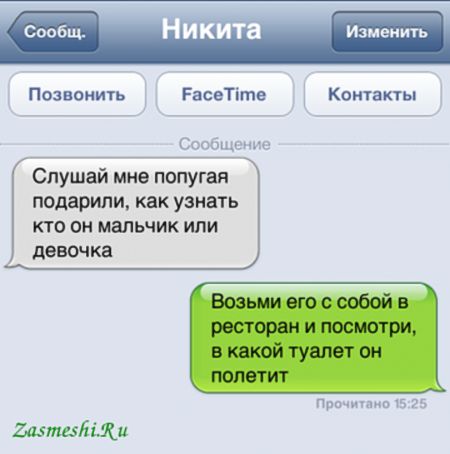 Сообщ.
Никита
Изменить
Позвонить
FaceTime
Контакты
Сообщение
Слушай мне попугая
подарили, как узнать
кто он мальчик или
девочка
Возьми его с собой в
ресторан и посмотри,
в какой туалет он
полетит
Прочитано 15:25
Zasmeshi.Ru